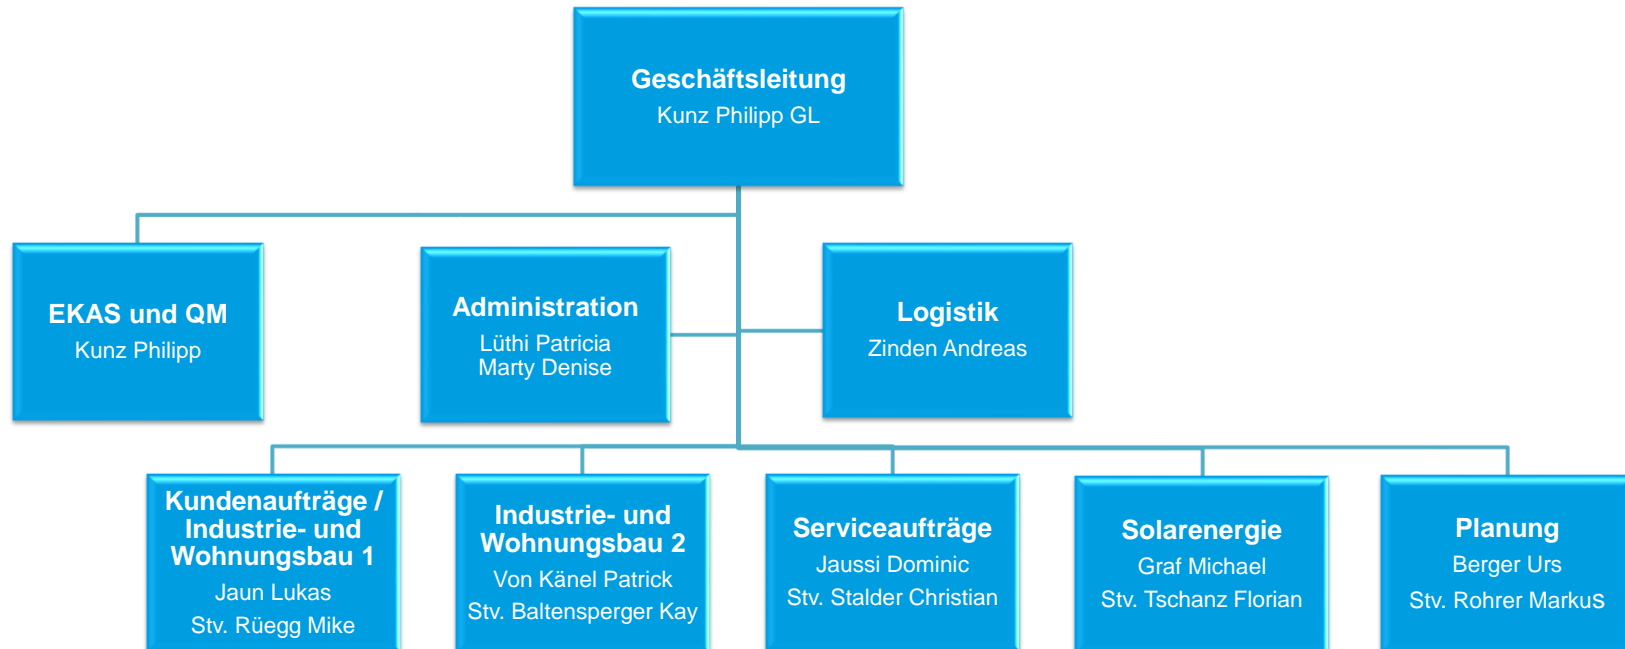 Geschäftsleitung
Kunz Philipp GL
EKAS und QM
Kunz Philipp
Administration
Lüthi Patricia
Marty Denise
Logistik
Zinden Andreas
Kundenaufträge /
Industrie- und
Wohnungsbau 1
Jaun Lukas
Stv. Rüegg Mike
Industrie- und
Wohnungsbau 2
Von Känel Patrick
Stv. Baltensperger Kay
Serviceaufträge
Jaussi Dominic
Stv. Stalder Christian
Solarenergie
Graf Michael
Stv. Tschanz Florian
Planung
Berger Urs
Stv. Rohrer Markus